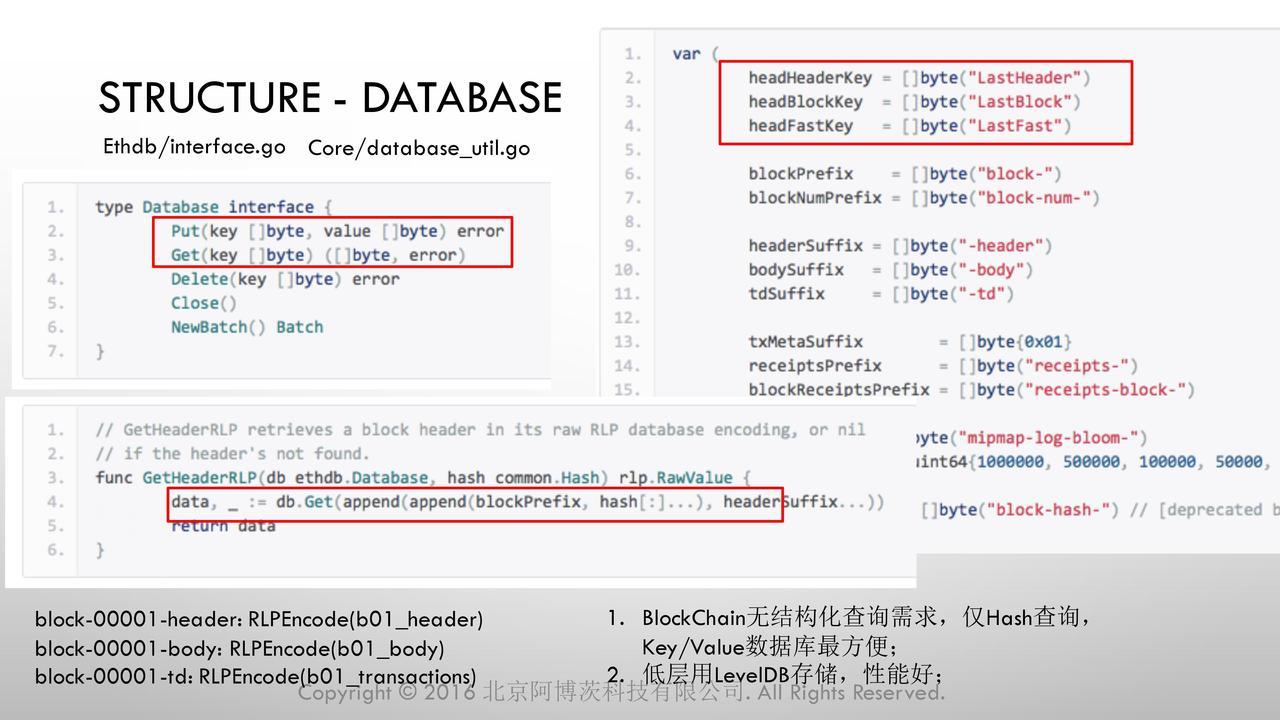 STRUCTURE - DATABASE
Ethdb/interface.go Core/database_util.go
1. type Database interface {
2. Put(key []byte, value []byte) error
3. Get(key []byte) ([]byte, error)
4. Delete(key []byte) error
5. Close()
6. NewBatch() Batch
7. }
1. var (
2. headHeaderKey = []byte("LastHeader")
3. headBlockKey = []byte("LastBlock")
4. headFastKey = []byte("LastFast")
5.
6. blockPrefix = []byte("block-")
7. blockNumPrefix = []byte("block-num-")
8.
9. headerSuffix = []byte("-header")
10. bodySuffix = []byte("-body")
11. tdSuffix = []byte("-td")
12.
13. txMetaSuffix = []byte{0x01}
14. receiptsPrefix = []byte("receipts-")
15. blockReceiptsPrefix = []byte("receipts-block-")
byte("mipmap-log-bloom-")
uint64{1000000, 500000, 100000, 50000,
[]byte("block-hash-") // [deprecated b
1. // GetHeaderRLP retrieves a block header in its raw RLP database encoding, or nil
2. // if the header's not found.
3. func GetHeaderRLP(db ethdb.Database, hash common.Hash) rlp.RawValue {
4. data, _ := db.Get(append(append(blockPrefix, hash[:]...), headerSuffix...))
5. return data
6. }
block-00001-header: RLPEncode(b01_header)
block-00001-body: RLPEncode(b01_body)
block-00001-td: RLPEncode(b01_transactions)
1. BlockChain无结构化查询需求，仅Hash查询，
Key/Value数据库最方便；
2. 低层用LevelDB存储，性能好；
Copyright © 2016 北京阿博茨科技有限公司. All Rights Reserved.